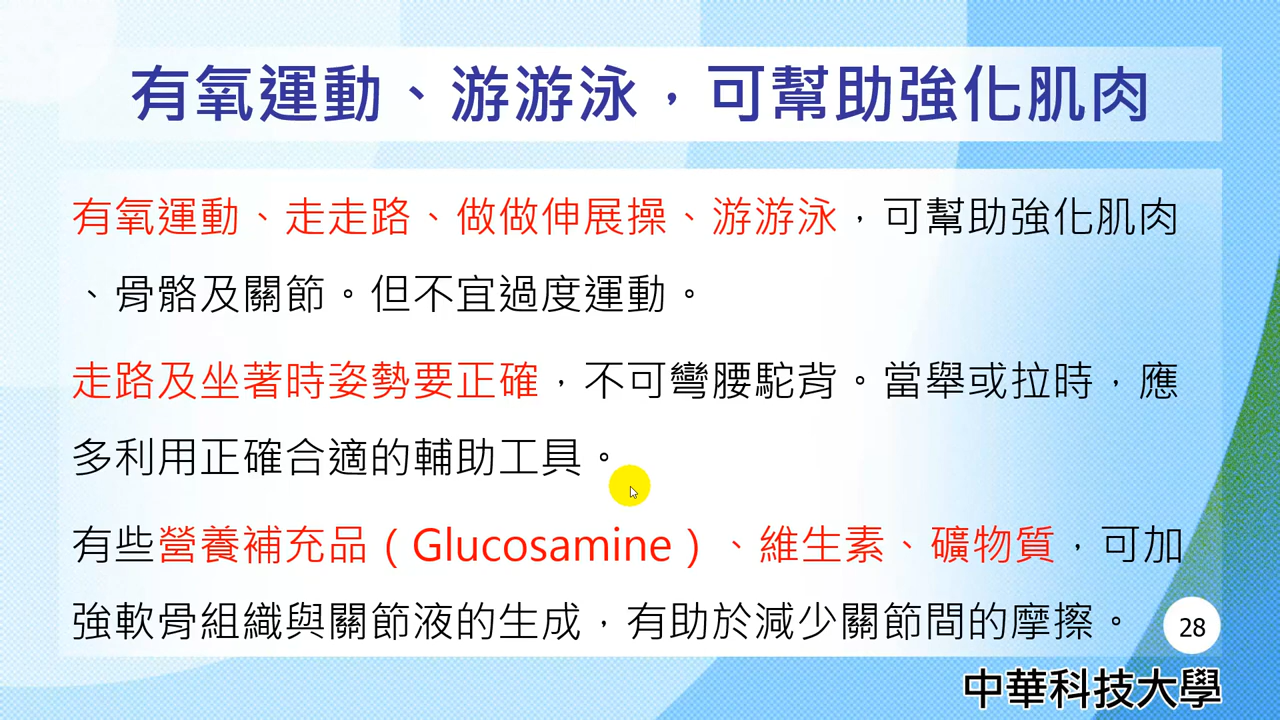 有氧運動、游游泳，可幫助強化肌肉
有氧運動、走走路、做做伸展操、游游泳，可幫助強化肌肉
、骨骼及關節。但不宜過度運動。
走路及坐著時姿勢要正確，不可彎腰駝背。當舉或拉時，應
多利用正確合適的輔助工具。
有些營養補充品（Glucosamine）、維生素、礦物質，可加
強軟骨組織與關節液的生成，有助於減少關節間的摩擦。
28
中華科技大學